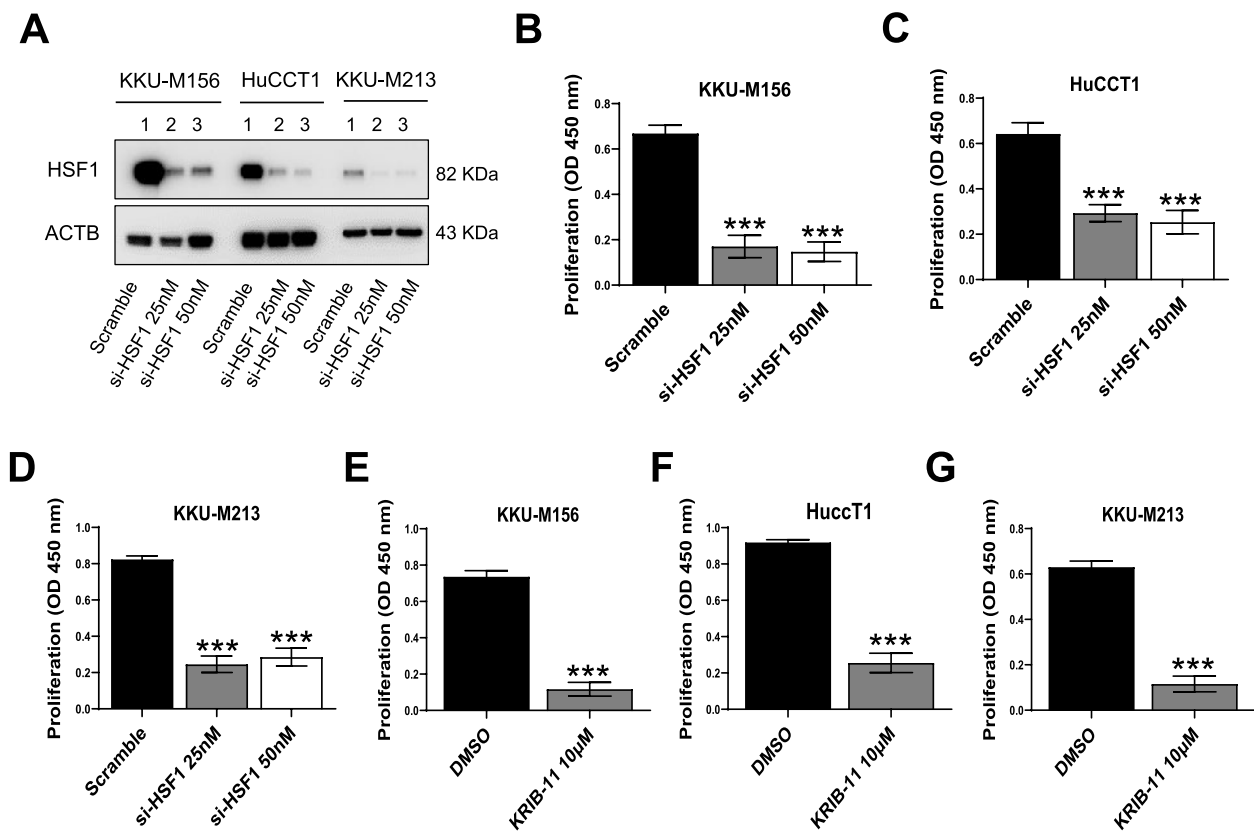 A
KKU-M156 HuCCT1 KKU-M213
1 2 3 1 2 3 1 2 3
HSF1 82 KDa
ACTB 43 KDa
Scramble
si-HSF1 25nM
si-HSF1 50nM
Scramble
si-HSF1 25nM
si-HSF1 50nM
Scramble
si-HSF1 25nM
si-HSF1 50nM
B
KKU-M156
Proliferation (OD 450 nm)
0.8
0.6
0.4
0.2
0.0
*** ***
Scramble
si-HSF1 25nM
si-HSF1 50nM
C
HuCCT1
Proliferation (OD 450 nm)
0.8
0.6
0.4
0.2
0.0
*** ***
Scramble
si-HSF1 25nM
si-HSF1 50nM
D
KKU-M213
Proliferation (OD 450 nm)
1.0
0.8
0.6
0.4
0.2
0.0
*** ***
Scramble
si-HSF1 25nM
si-HSF1 50nM
E
KKU-M156
Proliferation (OD 450 nm)
1.0
0.8
0.6
0.4
0.2
0.0
***
DMSO
KRIB-11 10µM
F
HuccT1
Proliferation (OD 450 nm)
1.0
0.8
0.6
0.4
0.2
0.0
***
DMSO
KRIB-11 10µM
G
KKU-M213
Proliferation (OD 450 nm)
0.8
0.6
0.4
0.2
0.0
***
DMSO
KRIB-11 10µM